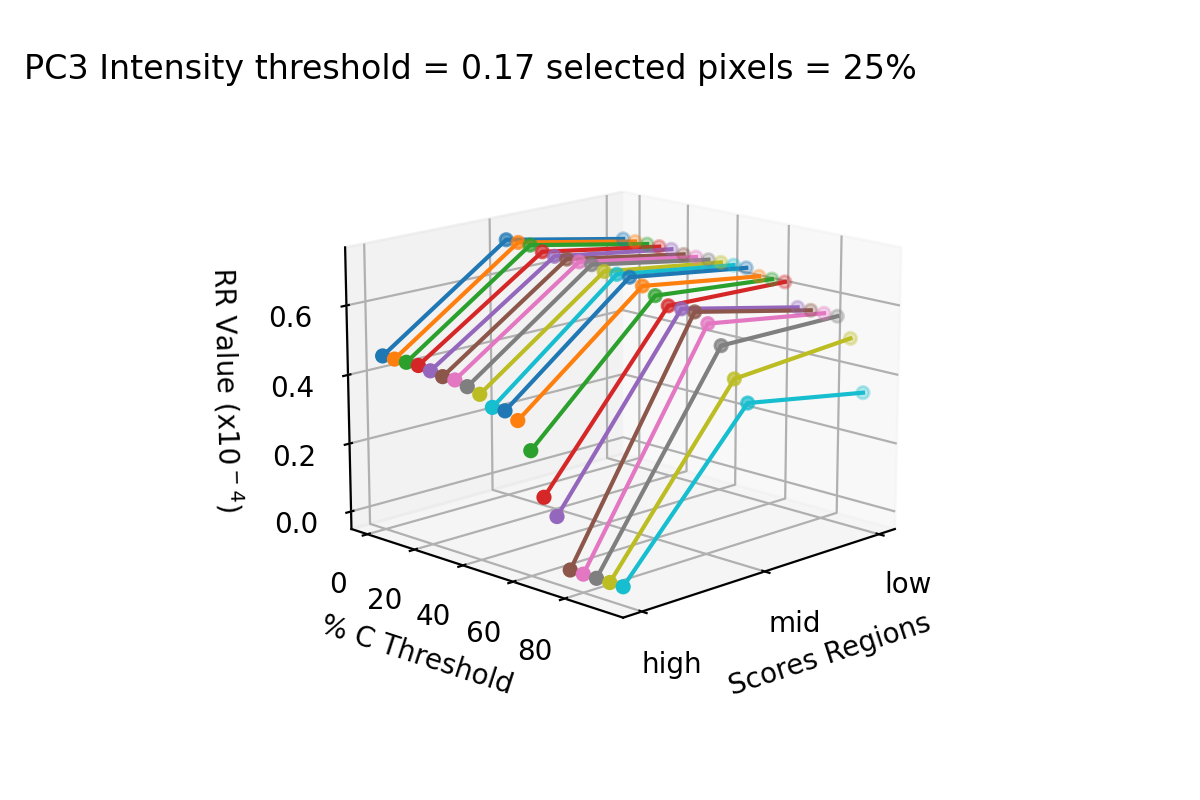 PC3 Intensity threshold = 0.17 selected pixels = 25%
RR Value (x10⁻⁴)
0.6
0.4
0.2
0.0
0
20
40
60
80
% C Threshold
high
mid
low
Scores Regions